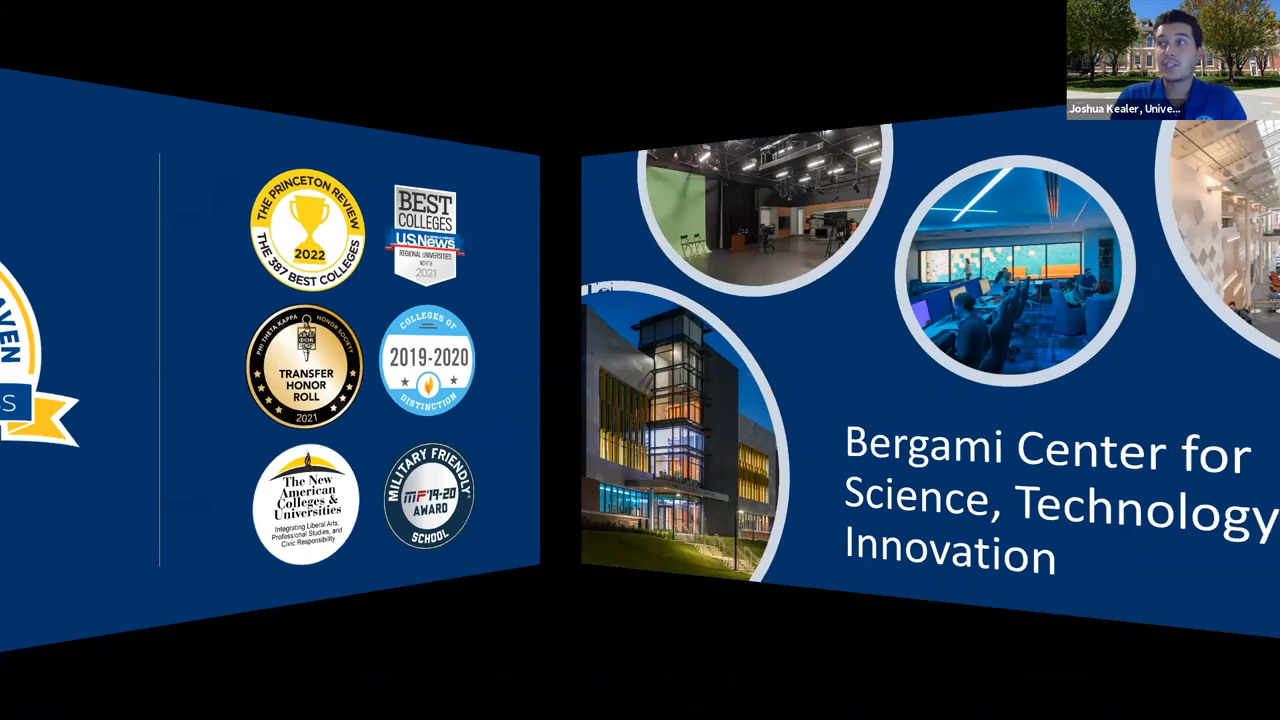 Joshua Kealer, Unive...
AVEN
SS
THE PRINCETON REVIEW
2022
THE 387 BEST COLLEGES
BEST
COLLEGES
U.S.News
REGIONAL UNIVERSITIES
NORTH
2021
PHI THETA KAPPA HONOR SOCIETY
TRANSFER
HONOR
ROLL
2021
COLLEGES OF
2019-2020
DISTINCTION
The New
American
Colleges &
Universities
Integrating Liberal Arts,
Professional Studies, and
Civic Responsibility
MILITARY FRIENDLY
MF'19-20
AWARD
SCHOOL
Bergami Center for
Science, Technology
Innovation